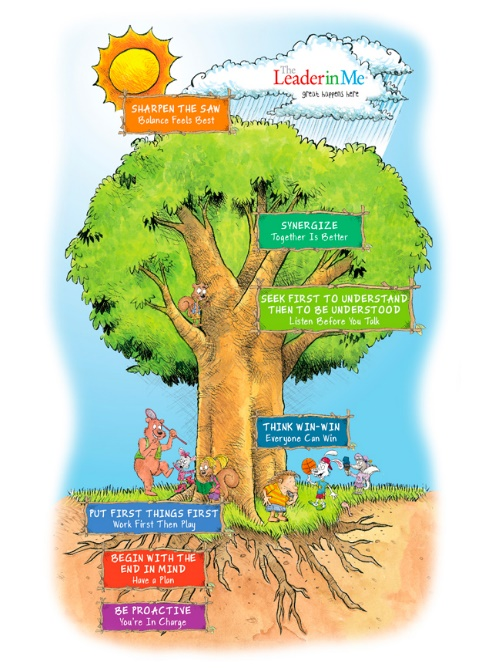 The
Leader in Me
great happens here
SHARPEN THE SAW
Balance Feels Best
SYNERGIZE
Together Is Better
SEEK FIRST TO UNDERSTAND
THEN TO BE UNDERSTOOD
Listen Before You Talk
THINK WIN-WIN
Everyone Can Win
PUT FIRST THINGS FIRST
Work First Then Play
BEGIN WITH THE
END IN MIND
Have a Plan
BE PROACTIVE
You're In Charge